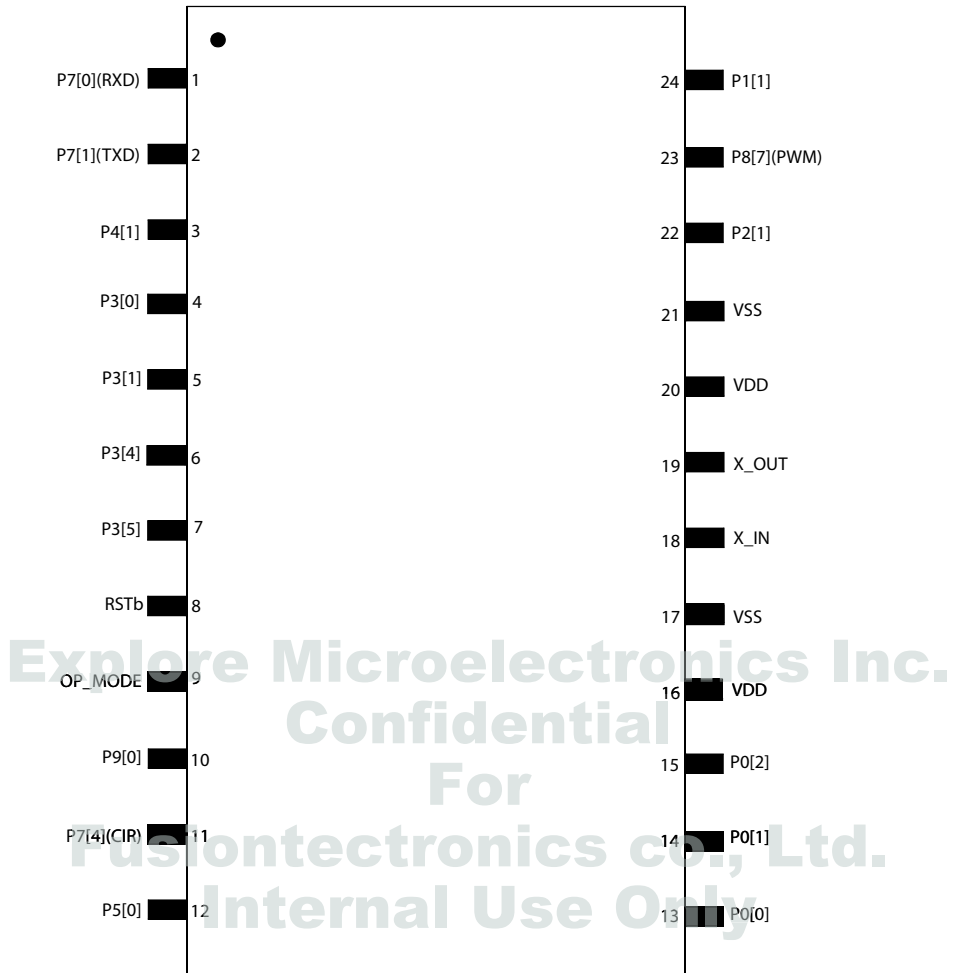 P7[0](RXD) 1 24 P1[1]
P7[1](TXD) 2 23 P8[7](PWM)
P4[1] 3 22 P2[1]
P3[0] 4 21 VSS
P3[1] 5 20 VDD
P3[4] 6 19 X_OUT
P3[5] 7 18 X_IN
RSTb 8 17 VSS
Explore Microelectronics Inc.
OP_MODE 9 16 VDD
Confidential
P9[0] 10 15 P0[2]
For
P7[4](CIR) 11 14 P0[1]
Fusiontectronics co., Ltd.
P5[0] 12 13 P0[0]
Internal Use Only